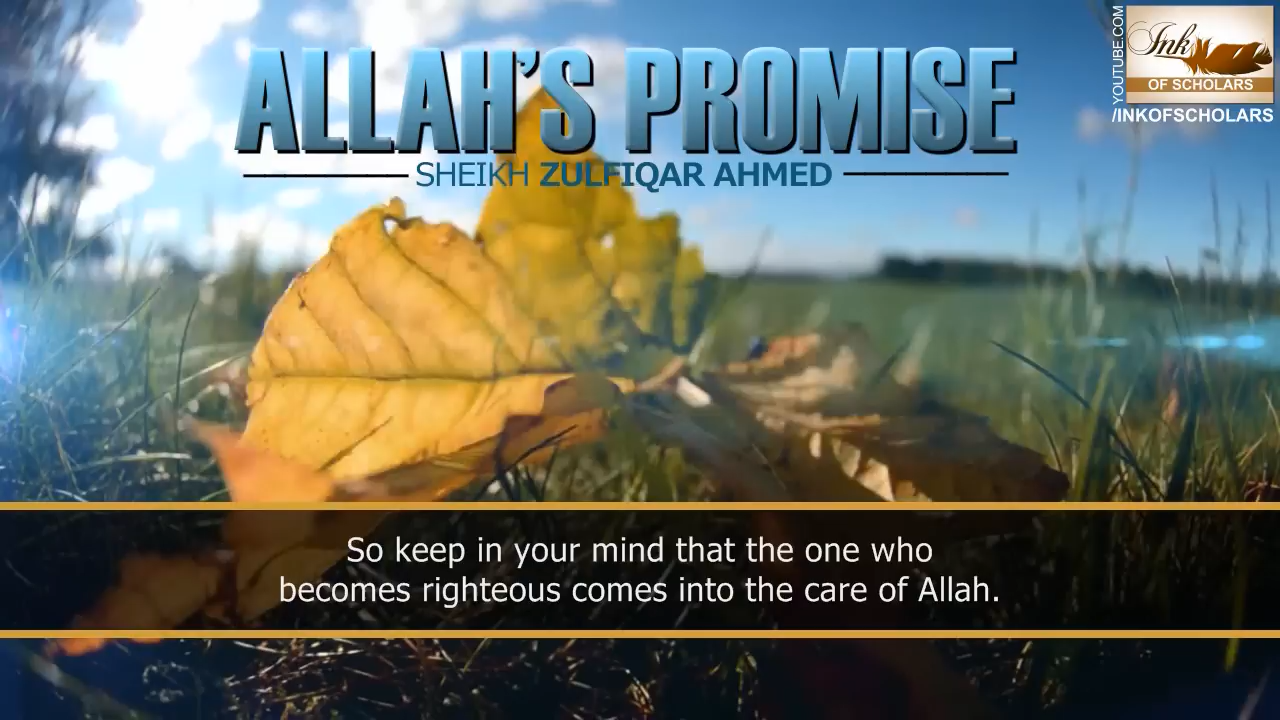 ALLAH'S PROMISE
SHEIKH ZULFIQAR AHMED
YOUTUBE.COM
Ink
OF SCHOLARS
/INKOFSCHOLARS
So keep in your mind that the one who
becomes righteous comes into the care of Allah.